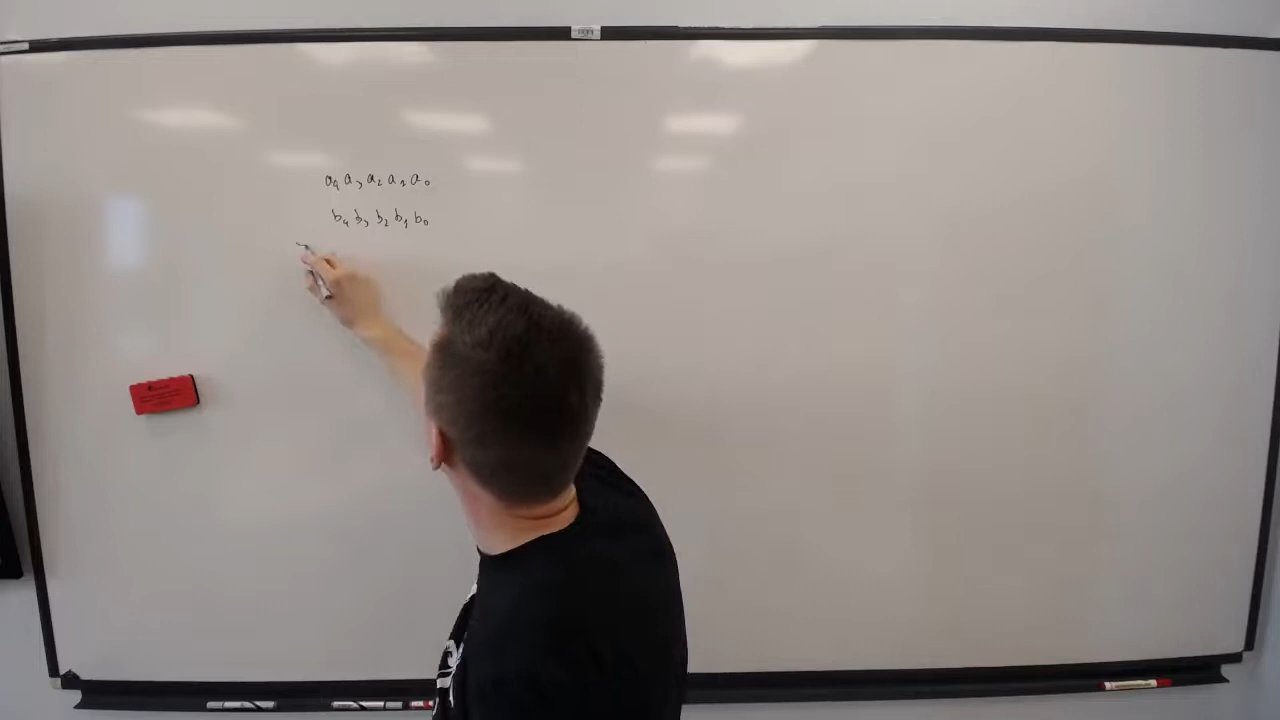 a₄ a₃ a₂ a₁ a₀
b₄ b₃ b₂ b₁ b₀